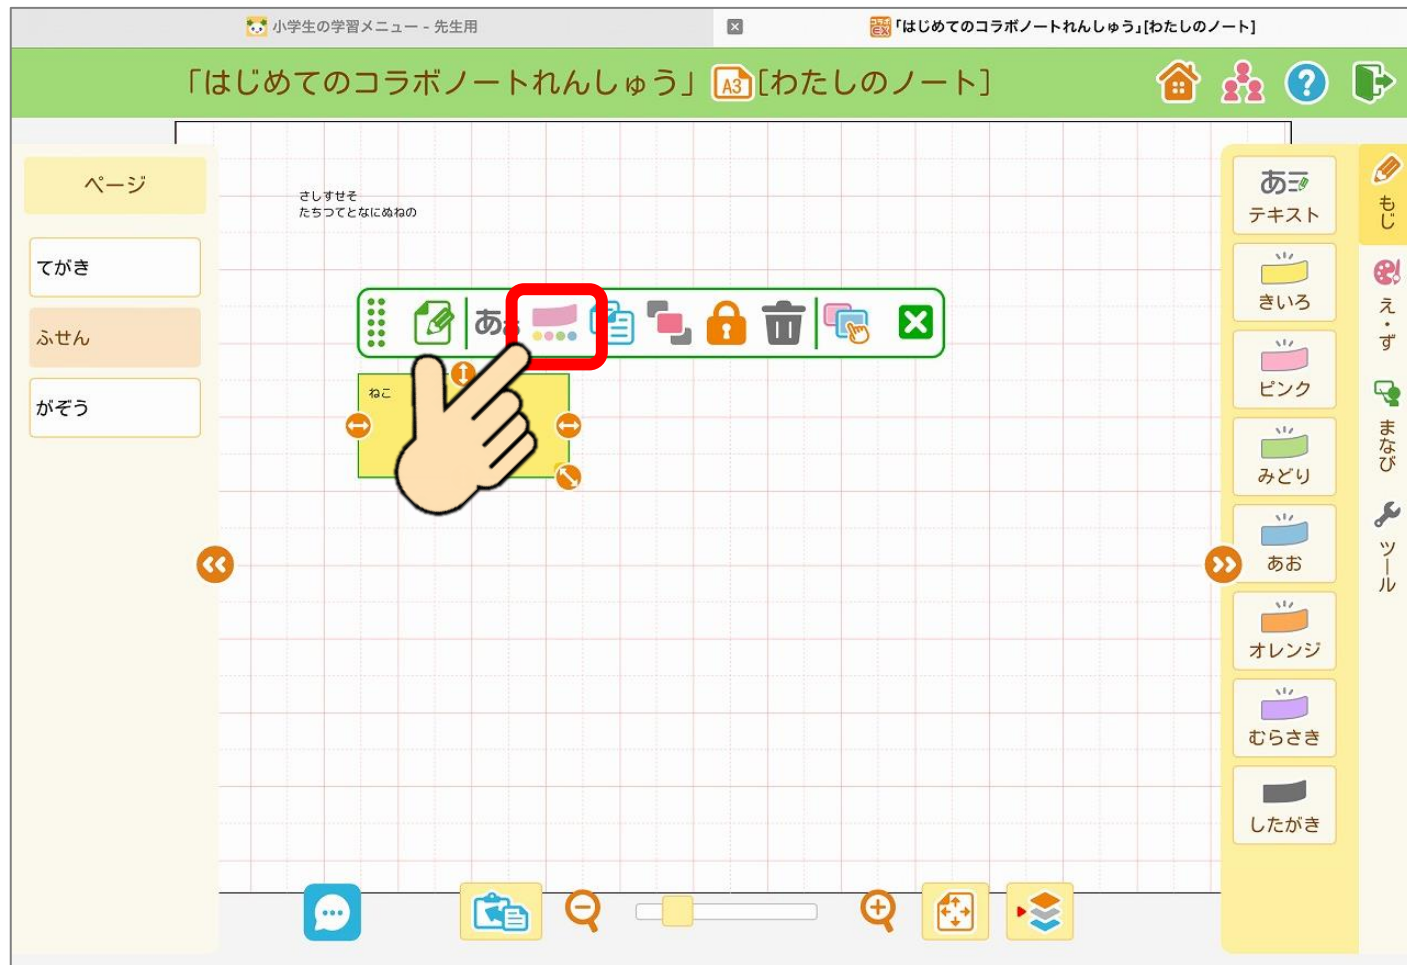 小学生の学習メニュー - 先生用
コラボ EX
「はじめてのコラボノートれんしゅう」[わたしのノート]
「はじめてのコラボノートれんしゅう」 A3 [わたしのノート]
?
ページ
てがき
ふせん
がぞう
さしすせそ
たちつてとなにぬねの
あぉ
ねこ
あ
テキスト
きいろ
ピンク
みどり
あお
オレンジ
むらさき
したがき
もじ
え・ず
まなび
ツール